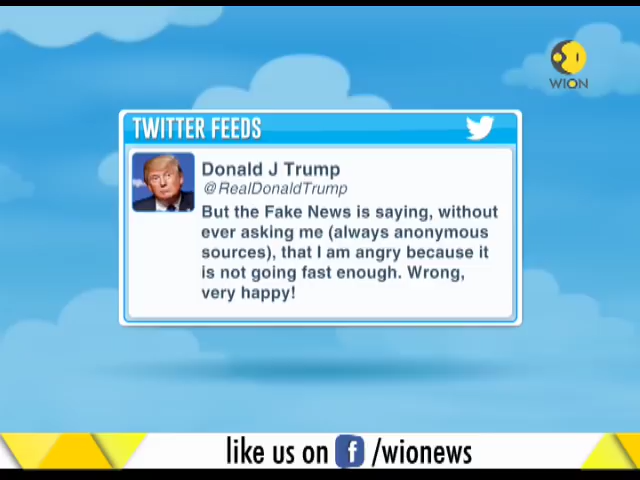 WION
TWITTER FEEDS
Donald J Trump
@RealDonaldTrump
But the Fake News is saying, without
ever asking me (always anonymous
sources), that I am angry because it
is not going fast enough. Wrong,
very happy!
like us on f /wionews